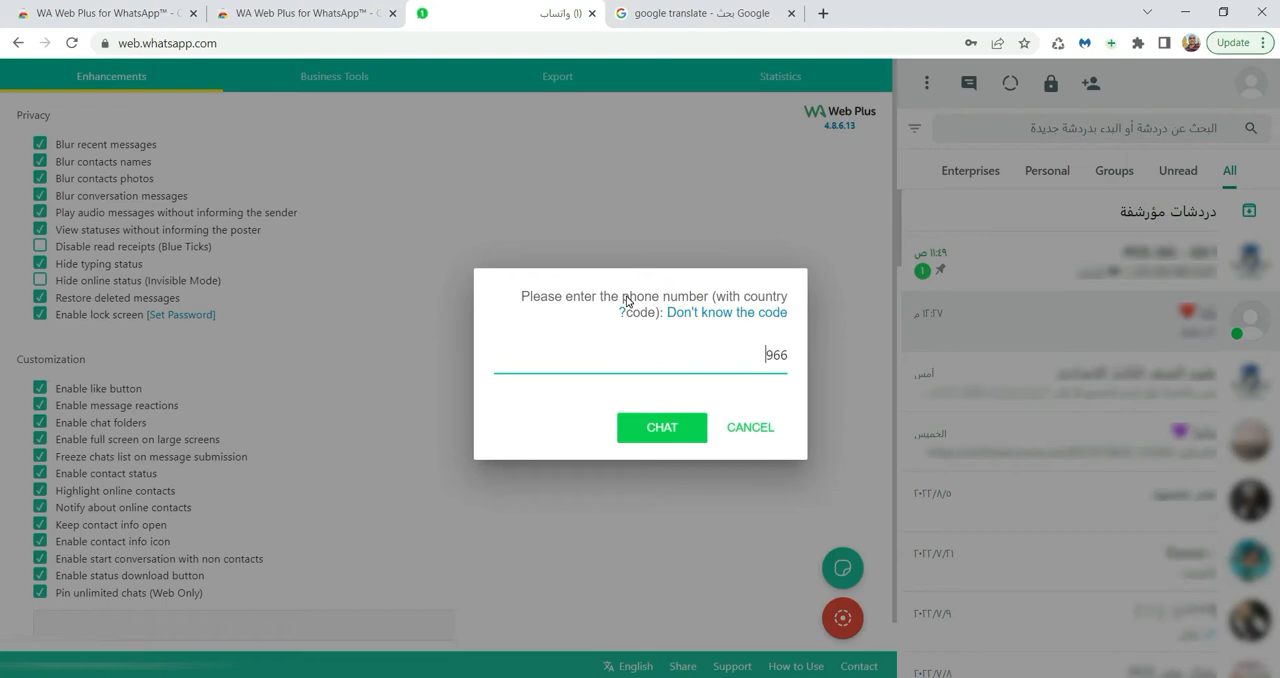 WA Web Plus for WhatsApp™ - C
WA Web Plus for WhatsApp™ - C
(١) واتساب
google translate - بحث Google
web.whatsapp.com
Update
Enhancements
Business Tools
Export
Statistics
Privacy
WA Web Plus
4.8.6.13
Blur recent messages
Blur contacts names
Blur contacts photos
Blur conversation messages
Play audio messages without informing the sender
View statuses without informing the poster
Disable read receipts (Blue Ticks)
Hide typing status
Hide online status (Invisible Mode)
Restore deleted messages
Enable lock screen [Set Password]
Customization
Enable like button
Enable message reactions
Enable chat folders
Enable full screen on large screens
Freeze chats list on message submission
Enable contact status
Highlight online contacts
Notify about online contacts
Keep contact info open
Enable contact info icon
Enable start conversation with non contacts
Enable status download button
Pin unlimited chats (Web Only)
Please enter the phone number (with country
?code): Don't know the code
966
CHAT
CANCEL
البحث عن دردشة أو البدء بدردشة جديدة
Enterprises
Personal
Groups
Unread
All
دردشات مؤرشفة
١١:٤٩ ص
١
١٢:٢٧ م
أمس
الخميس
٢٠٢٢/٨/٥
٢٠٢٢/٧/٢١
٢٠٢٢/٧/٩
٢٠٢٢/٧/٨
English
Share
Support
How to Use
Contact